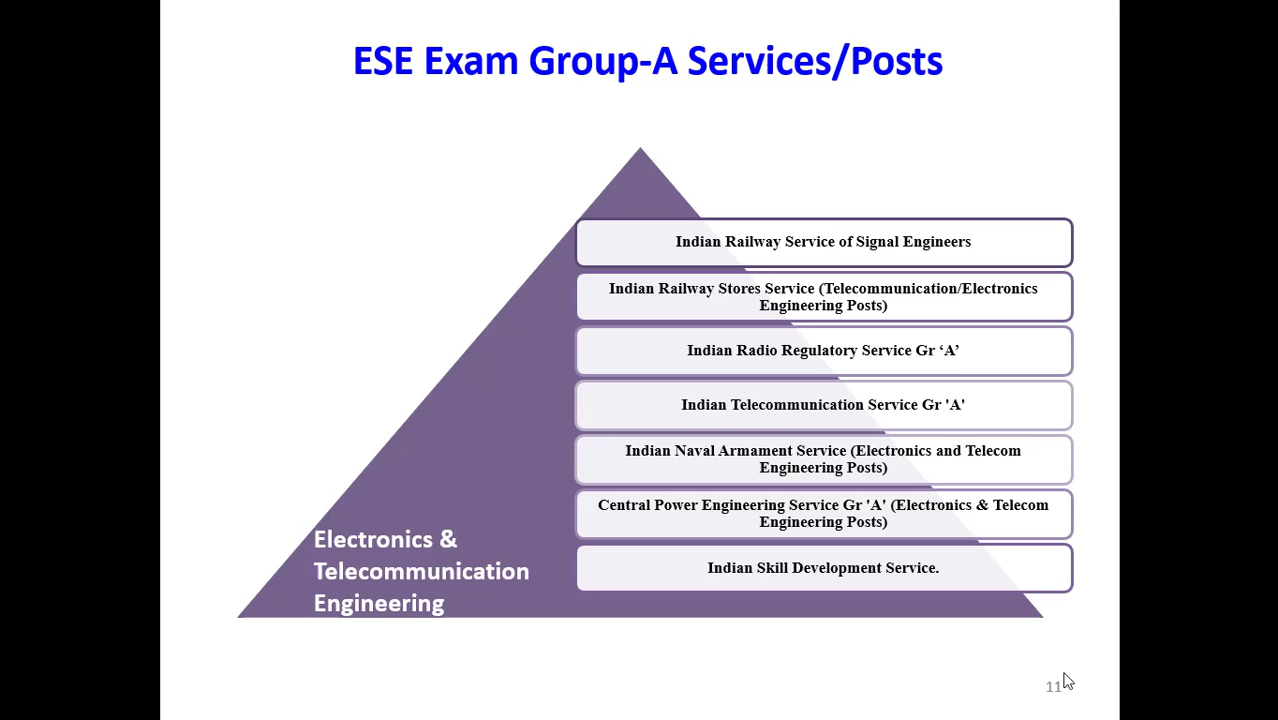 ESE Exam Group-A Services/Posts
Indian Railway Service of Signal Engineers
Indian Railway Stores Service (Telecommunication/Electronics
Engineering Posts)
Indian Radio Regulatory Service Gr ‘A’
Indian Telecommunication Service Gr 'A'
Indian Naval Armament Service (Electronics and Telecom
Engineering Posts)
Central Power Engineering Service Gr 'A' (Electronics & Telecom
Engineering Posts)
Indian Skill Development Service.
Electronics &
Telecommunication
Engineering
11